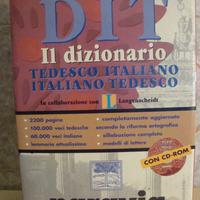 DIT
Il dizionario
TEDESCO ITALIANO
ITALIANO TEDESCO
In collaborazione con L Langenscheidt
• 2200 pagine
• 100.000 voci tedesche
• 60.000 voci italiane
• lemmario attualissimo
• completamente aggiornato
secondo la riforma ortografica
• sillabazione completa
• modelli di lettere
CON CD-ROM